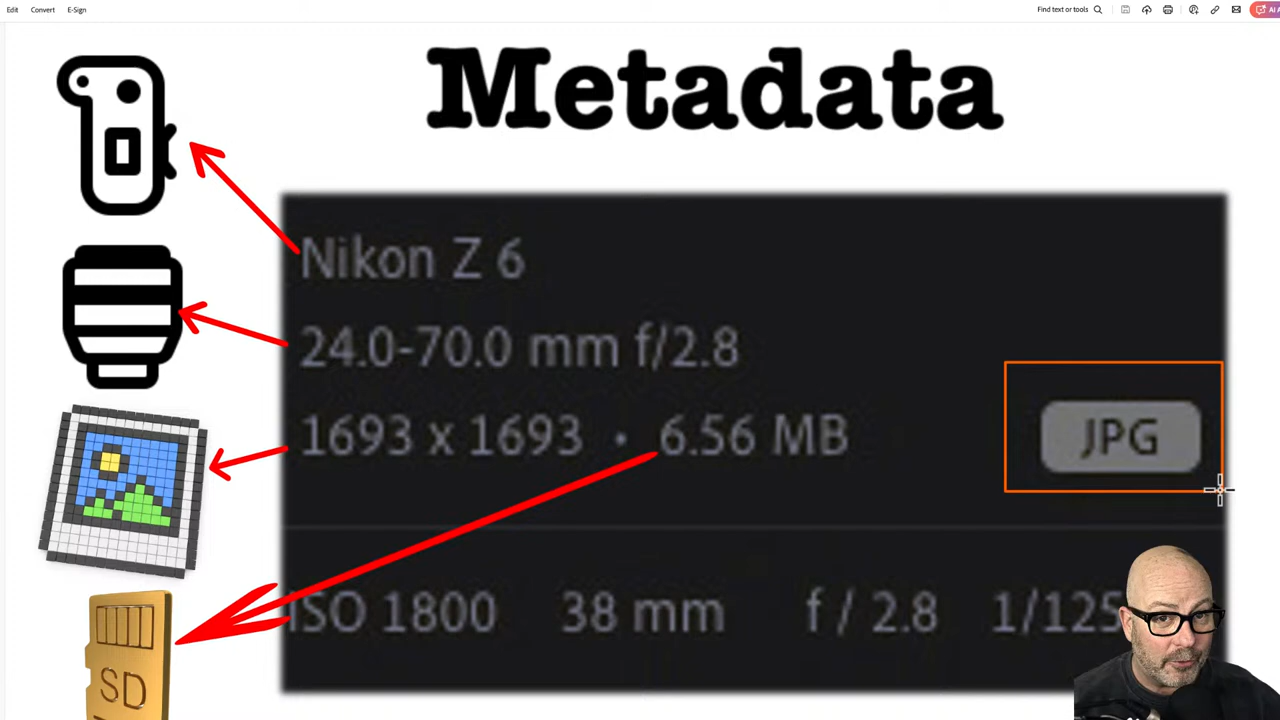 Edit Convert E-Sign Find text or tools AI
Metadata
Nikon Z 6
24.0-70.0 mm f/2.8
1693 x 1693 • 6.56 MB JPG
ISO 1800 38 mm f / 2.8 1/125
SD